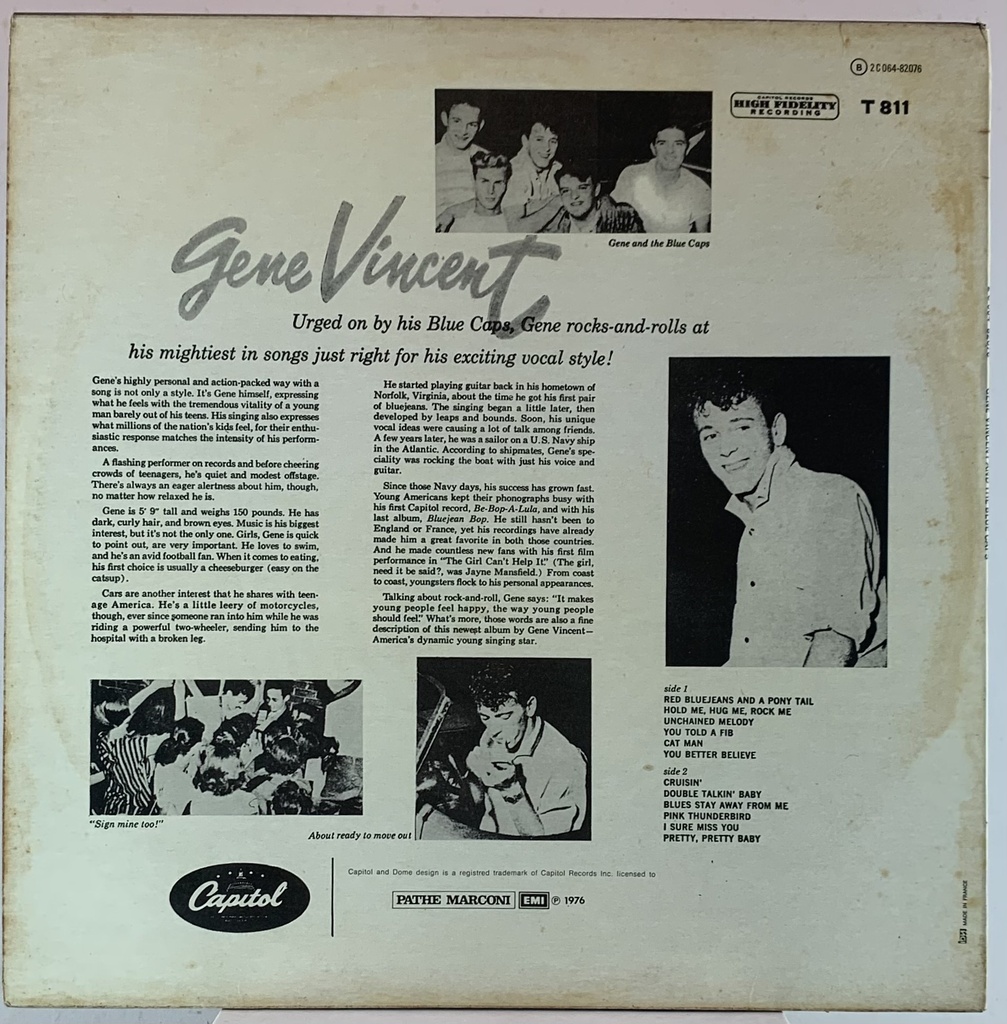 B 2C 064-82076
CAPITOL RECORDS
HIGH FIDELITY
RECORDING
T 811
Gene and the Blue Caps
Gene Vincent
Urged on by his Blue Caps, Gene rocks-and-rolls at
his mightiest in songs just right for his exciting vocal style!
Gene's highly personal and action-packed way with a
song is not only a style. It's Gene himself, expressing
what he feels with the tremendous vitality of a young
man barely out of his teens. His singing also expresses
what millions of the nation's kids feel, for their enthu-
siastic response matches the intensity of his perform-
ances.
A flashing performer on records and before cheering
crowds of teenagers, he's quiet and modest offstage.
There's always an eager alertness about him, though,
no matter how relaxed he is.
Gene is 5' 9" tall and weighs 150 pounds. He has
dark, curly hair, and brown eyes. Music is his biggest
interest, but it's not the only one. Girls, Gene is quick
to point out, are very important. He loves to swim,
and he's an avid football fan. When it comes to eating,
his first choice is usually a cheeseburger (easy on the
catsup).
Cars are another interest that he shares with teen-
age America. He's a little leery of motorcycles,
though, ever since someone ran into him while he was
riding a powerful two-wheeler, sending him to the
hospital with a broken leg.
He started playing guitar back in his hometown of
Norfolk, Virginia, about the time he got his first pair
of bluejeans. The singing began a little later, then
developed by leaps and bounds. Soon, his unique
vocal ideas were causing a lot of talk among friends.
A few years later, he was a sailor on a U.S. Navy ship
in the Atlantic. According to shipmates, Gene's spe-
ciality was rocking the boat with just his voice and
guitar.
Since those Navy days, his success has grown fast.
Young Americans kept their phonographs busy with
his first Capitol record, Be-Bop-A-Lula, and with his
last album, Bluejean Bop. He still hasn't been to
England or France, yet his recordings have already
made him a great favorite in both those countries.
And he made countless new fans with his first film
performance in "The Girl Can't Help It." (The girl,
need it be said?, was Jayne Mansfield.) From coast
to coast, youngsters flock to his personal appearances.
Talking about rock-and-roll, Gene says: "It makes
young people feel happy, the way young people
should feel." What's more, those words are also a fine
description of this newest album by Gene Vincent—
America's dynamic young singing star.
"Sign mine too!"
About ready to move out
side 1
RED BLUEJEANS AND A PONY TAIL
HOLD ME, HUG ME, ROCK ME
UNCHAINED MELODY
YOU TOLD A FIB
CAT MAN
YOU BETTER BELIEVE
side 2
CRUISIN'
DOUBLE TALKIN' BABY
BLUES STAY AWAY FROM ME
PINK THUNDERBIRD
I SURE MISS YOU
PRETTY, PRETTY BABY
Capitol
Capitol and Dome design is a registred trademark of Capitol Records Inc. licensed to
PATHE MARCONI EMI ℗ 1976
MADE IN FRANCE